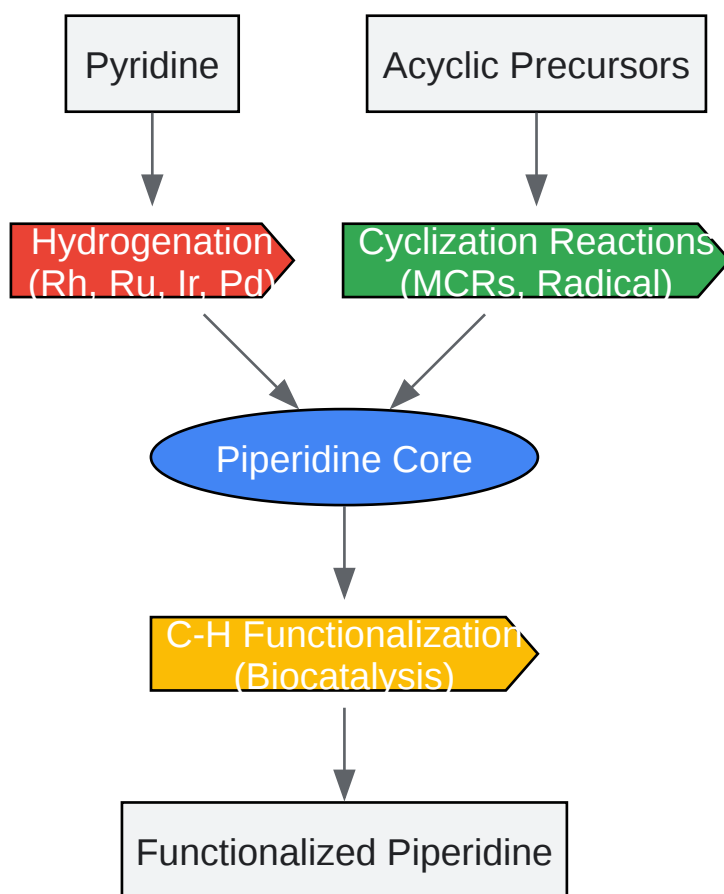 Pyridine
Acyclic Precursors
Hydrogenation
(Rh, Ru, Ir, Pd)
Cyclization Reactions
(MCRs, Radical)
Piperidine Core
C-H Functionalization
(Biocatalysis)
Functionalized Piperidine